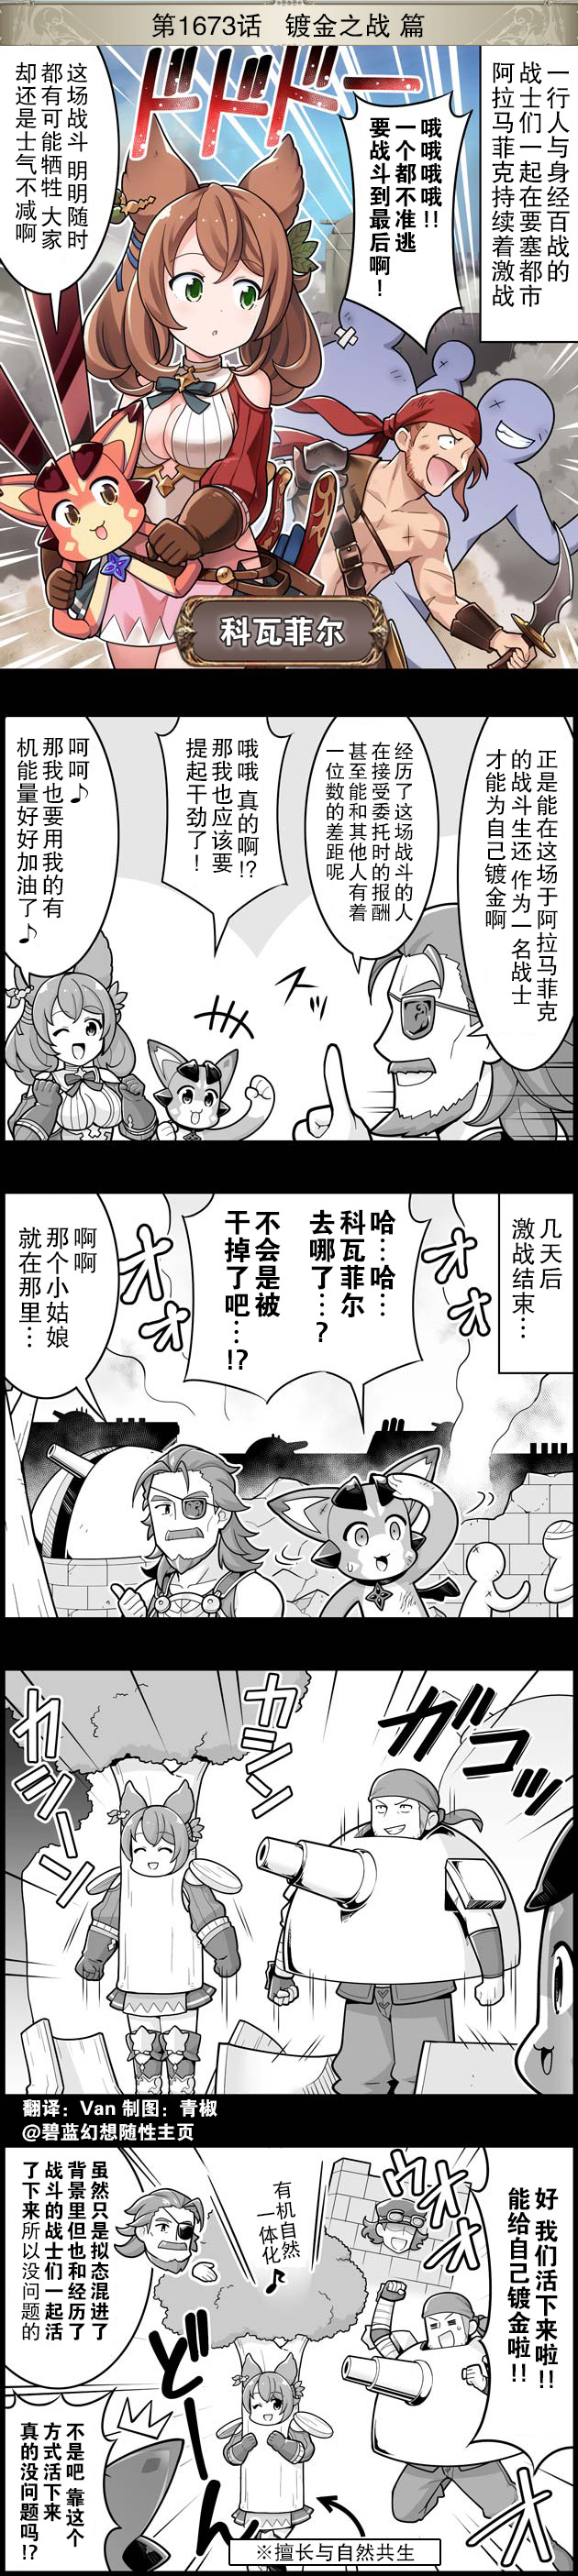 第1673话　镀金之战 篇
一行人与身经百战的
战士们一起在要塞都市
阿拉马菲克持续着激战
哦哦哦哦!!
一个都不准逃
要战斗到最后啊！
ドドドー
这场战斗 明明随时
都有可能牺牲 大家
却还是士气不减啊
科瓦菲尔
正是能在这场于阿拉马菲克
的战斗生还 作为一名战士
才能为自己镀金啊
经历了这场战斗的人
在接受委托时的报酬
甚至能和其他人有着
一位数的差距呢
哦哦 真的啊!?
那我也应该要
提起干劲了！
呵呵♪
那我也要用我的有
机能量好好加油了♪
スッ
几天后
激战结束…
哈…哈…
科瓦菲尔
去哪了…?
不会是被
干掉了吧…!?
オオ
オオ
啊啊
那个小姑娘
就在那里…
ガコッ
カシン
カシーン
翻译：Van 制图：青椒
@碧蓝幻想随性主页
好 我们活下来啦!!
能给自己镀金啦!!
ウオオ
オオ
有机自然
一体化♪
虽然只是拟态混进了
背景里但也和经历了
战斗的战士们一起活
了下来所以没问题的
どーーん
不是吧 靠这个
方式活下来
真的没问题吗!?
※擅长与自然共生